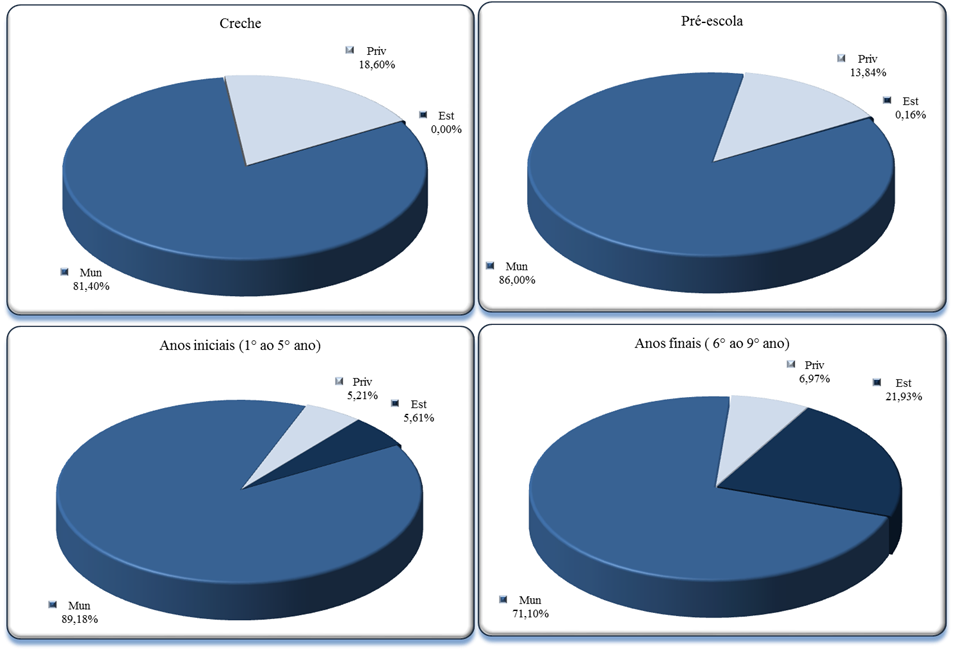 Creche
Priv
18,60%
Est
0,00%
Mun
81,40%
Pré-escola
Priv
13,84%
Est
0,16%
Mun
86,00%
Anos iniciais (1° ao 5° ano)
Priv
5,21%
Est
5,61%
Mun
89,18%
Anos finais ( 6° ao 9° ano)
Priv
6,97%
Est
21,93%
Mun
71,10%